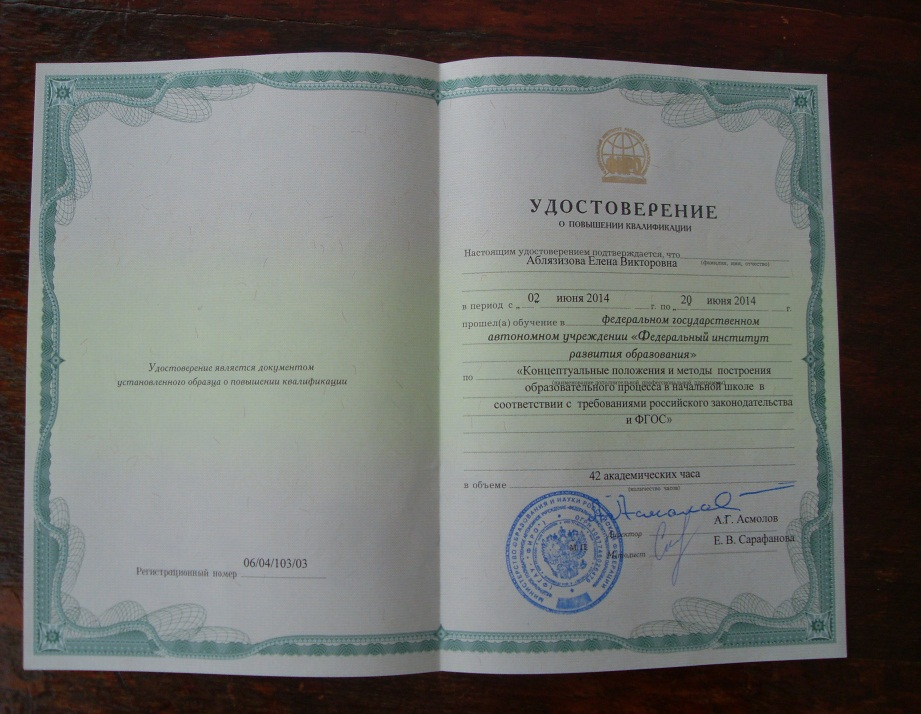 Удостоверение является документом
установленного образца о повышении квалификации
Регистрационный номер 06/04/103/03
УДОСТОВЕРЕНИЕ
О ПОВЫШЕНИИ КВАЛИФИКАЦИИ
Настоящим удостоверением подтверждается, что
Аблязизова Елена Викторовна
(фамилия, имя, отчество)
в период с „ 02 июня 2014 г. по „ 20 июня 2014 г.
прошел(а) обучение в федеральном государственном
автономном учреждении «Федеральный институт
развития образования»
по «Концептуальные положения и методы построения
образовательного процесса в начальной школе в
соответствии с требованиями российского законодательства
и ФГОС»
в объеме 42 академических часа
(количество часов)
А.Г. Асмолов
Е. В. Сарафанова